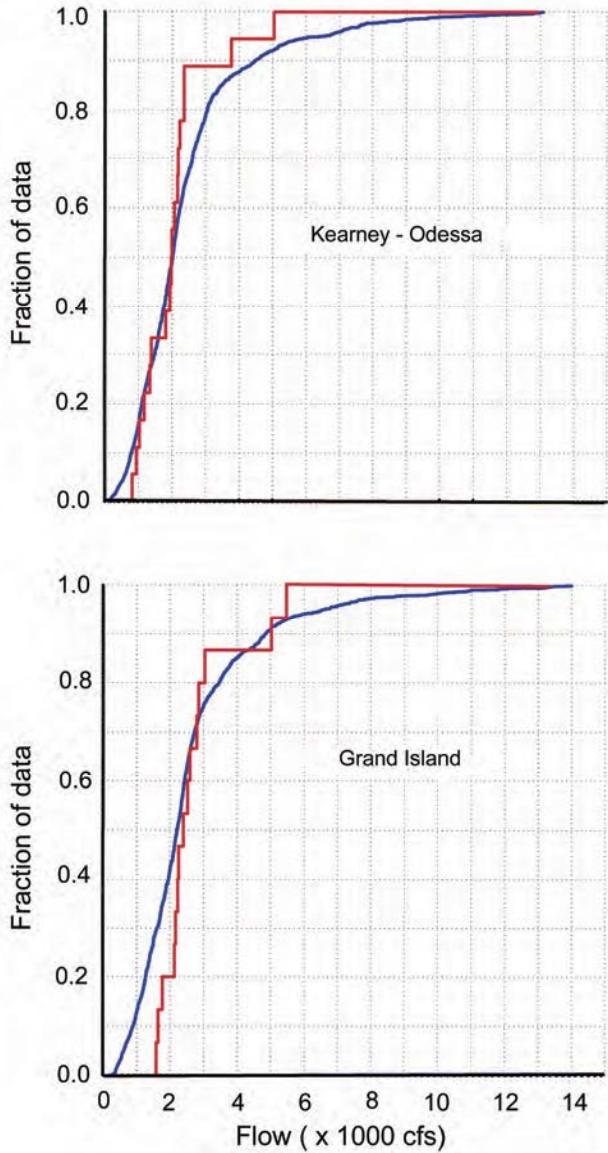 1.0
0.8
0.6
0.4
0.2
0.0
Fraction of data
Kearney - Odessa
1.0
0.8
0.6
0.4
0.2
0.0
Fraction of data
Grand Island
0 2 4 6 8 10 12 14
Flow ( x 1000 cfs)